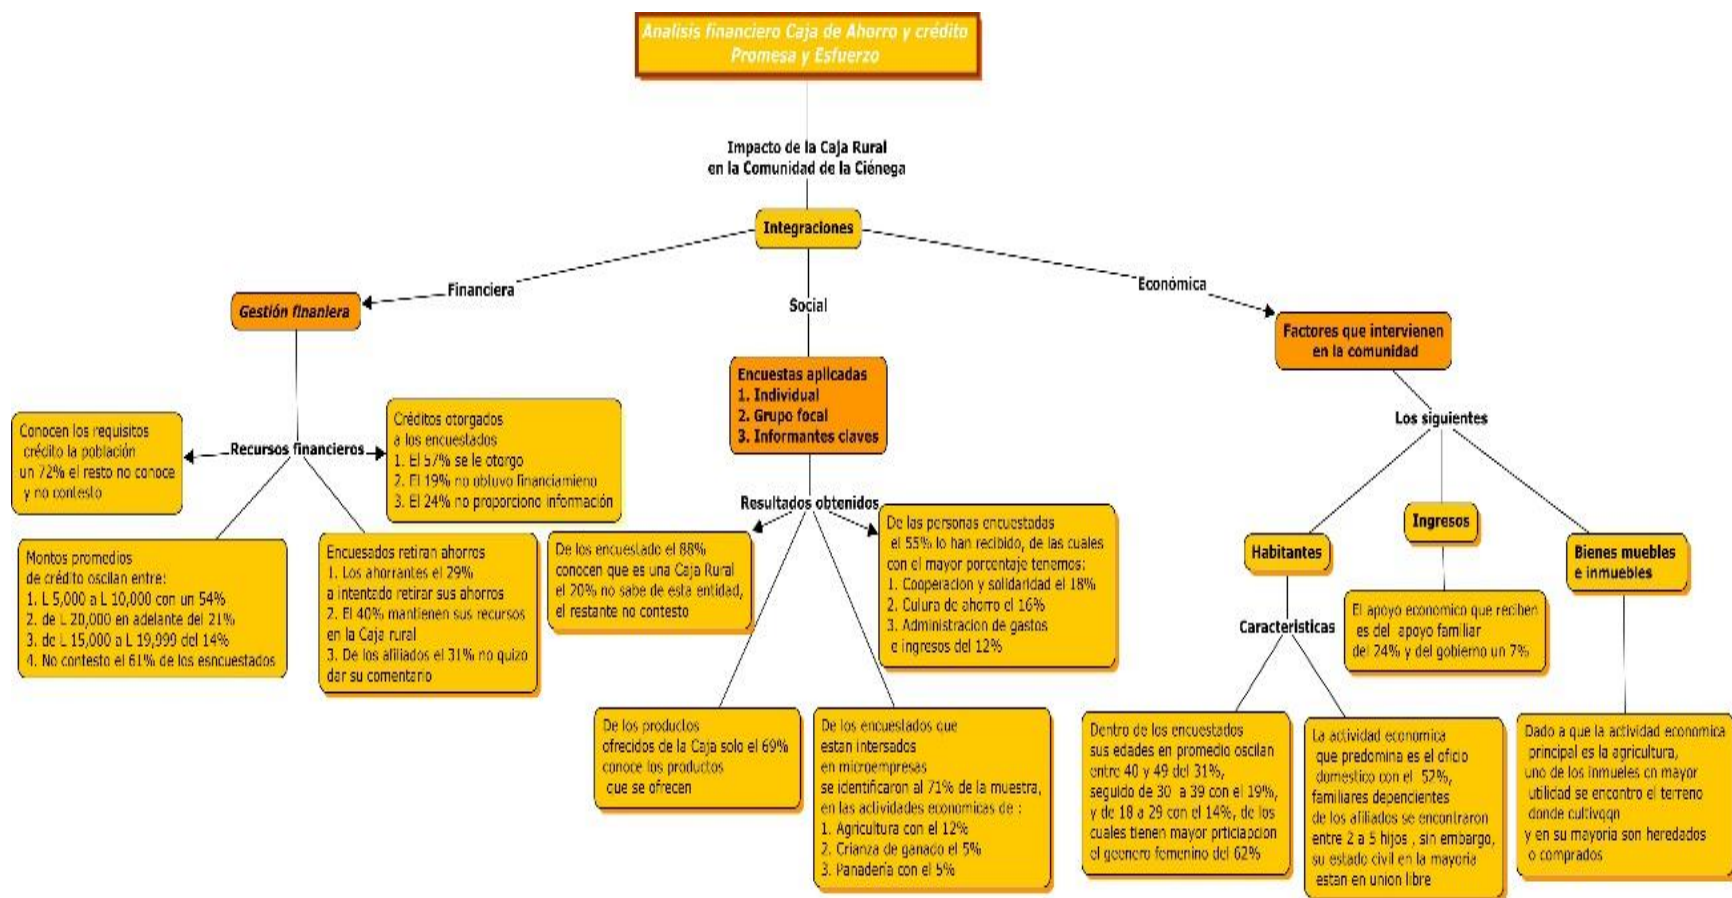 Analisis financiero Caja de Ahorro y crédito
Promesa y Esfuerzo
Impacto de la Caja Rural
en la Comunidad de la Ciénega
Integraciones
Financiera
Social
Económica
Gestión finaniera
Recursos financieros
Conocen los requisitos
crédito la población
un 72% el resto no conoce
y no contesto
Créditos otorgados
a los encuestados
1. El 57% se le otorgo
2. El 19% no obtuvo financiamieno
3. El 24% no proporciono información
Montos promedios
de crédito oscilan entre:
1. L 5,000 a L 10,000 con un 54%
2. de L 20,000 en adelante del 21%
3. de L 15,000 a L 19,999 del 14%
4. No contesto el 61% de los esncuestados
Encuesados retiran ahorros
1. Los ahorrantes el 29%
a intentado retirar sus ahorros
2. El 40% mantienen sus recursos
en la Caja rural
3. De los afiliados el 31% no quizo
dar su comentario
Encuestas aplicadas
1. Individual
2. Grupo focal
3. Informantes claves
Resultados obtenidos
De los encuestado el 88%
conocen que es una Caja Rural
el 20% no sabe de esta entidad,
el restante no contesto
De las personas encuestadas
el 55% lo han recibido, de las cuales
con el mayor porcentaje tenemos:
1. Cooperacion y solidaridad el 18%
2. Culura de ahorro el 16%
3. Administracion de gastos
e ingresos del 12%
De los productos
ofrecidos de la Caja solo el 69%
conoce los productos
que se ofrecen
De los encuestados que
estan intersados
en microempresas
se identificaron al 71% de la muestra,
en las actividades economicas de :
1. Agricultura con el 12%
2. Crianza de ganado el 5%
3. Panadería con el 5%
Factores que intervienen
en la comunidad
Los siguientes
Habitantes
Ingresos
Bienes muebles
e inmuebles
Caracteristicas
El apoyo economico que reciben
es del apoyo familiar
del 24% y del gobierno un 7%
Dentro de los encuestados
sus edades en promedio oscilan
entre 40 y 49 del 31%,
seguido de 30 a 39 con el 19%,
y de 18 a 29 con el 14%, de los
cuales tienen mayor prticiapcion
el geenero femenino del 62%
La actividad economica
que predomina es el oficio
doméstico con el 52%,
familiares dependientes
de los afiliados se encontraron
entre 2 a 5 hijos , sin embargo,
su estado civil en la mayoria
estan en union libre
Dado a que la actividad economica
principal es la agricultura,
uno de los inmueles cn mayor
utilidad se encontro el terreno
donde cultivqqn
y en su mayoria son heredados
o comprados